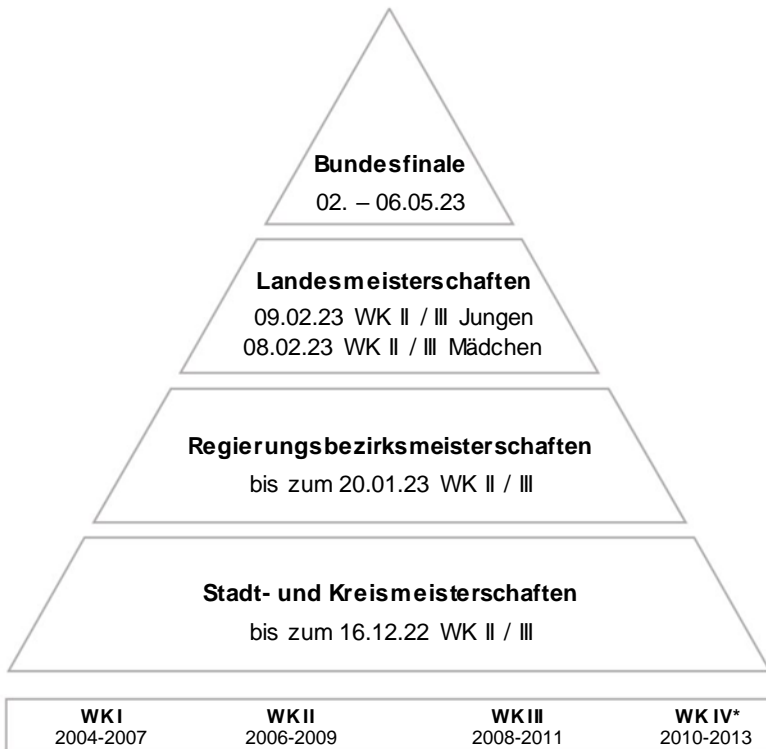 Bundesfinale
02. – 06.05.23
Landesmeisterschaften
09.02.23 WK II / III Jungen
08.02.23 WK II / III Mädchen
Regierungsbezirksmeisterschaften
bis zum 20.01.23 WK II / III
Stadt- und Kreismeisterschaften
bis zum 16.12.22 WK II / III
WK I WK II WK III WK IV*
2004-2007 2006-2009 2008-2011 2010-2013